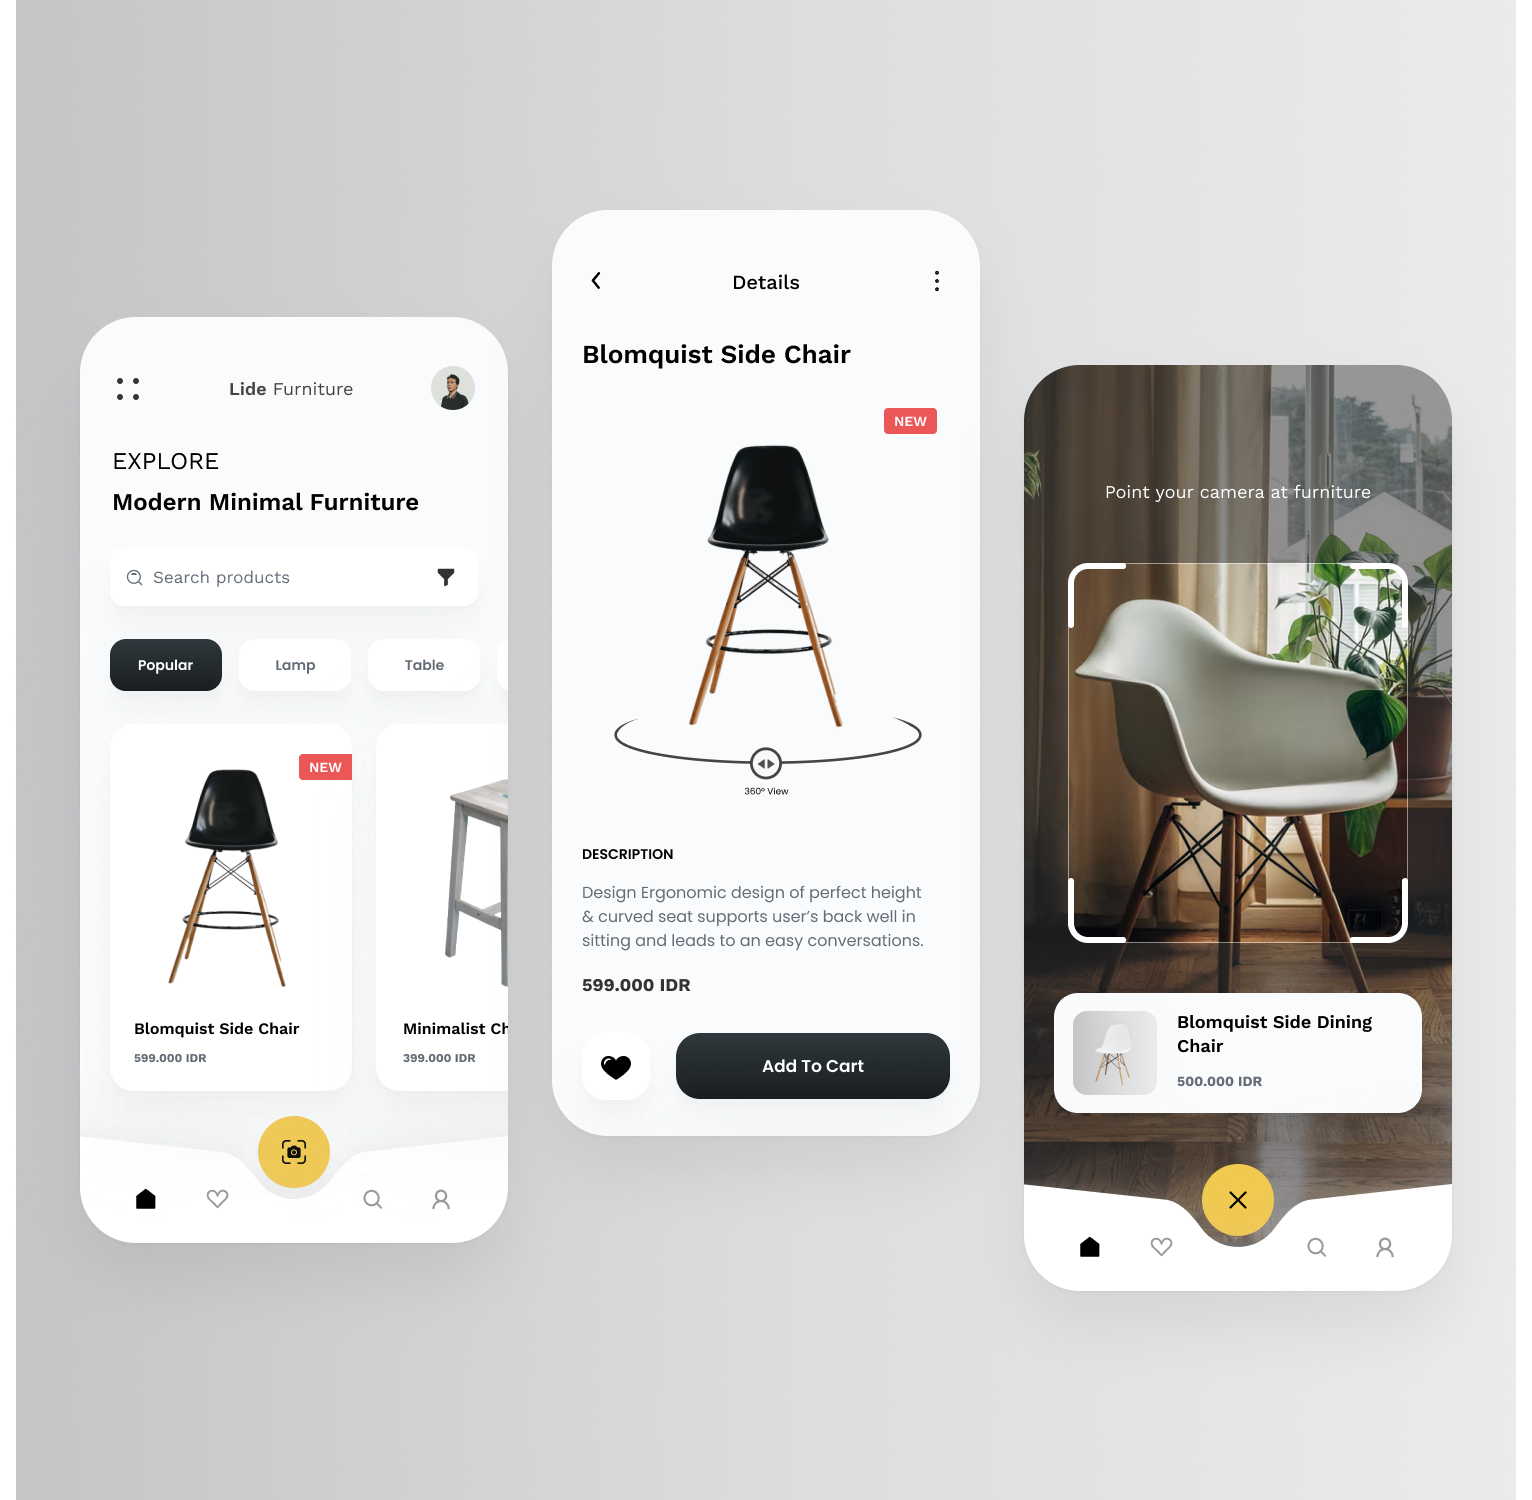 Lide Furniture
EXPLORE
Modern Minimal Furniture
Search products
Popular
Lamp
Table
NEW
Blomquist Side Chair
599.000 IDR
Minimalist Ch
399.000 IDR
Details
Blomquist Side Chair
NEW
360° View
DESCRIPTION
Design Ergonomic design of perfect height
& curved seat supports user’s back well in
sitting and leads to an easy conversations.
599.000 IDR
Add To Cart
Point your camera at furniture
Blomquist Side Dining
Chair
500.000 IDR